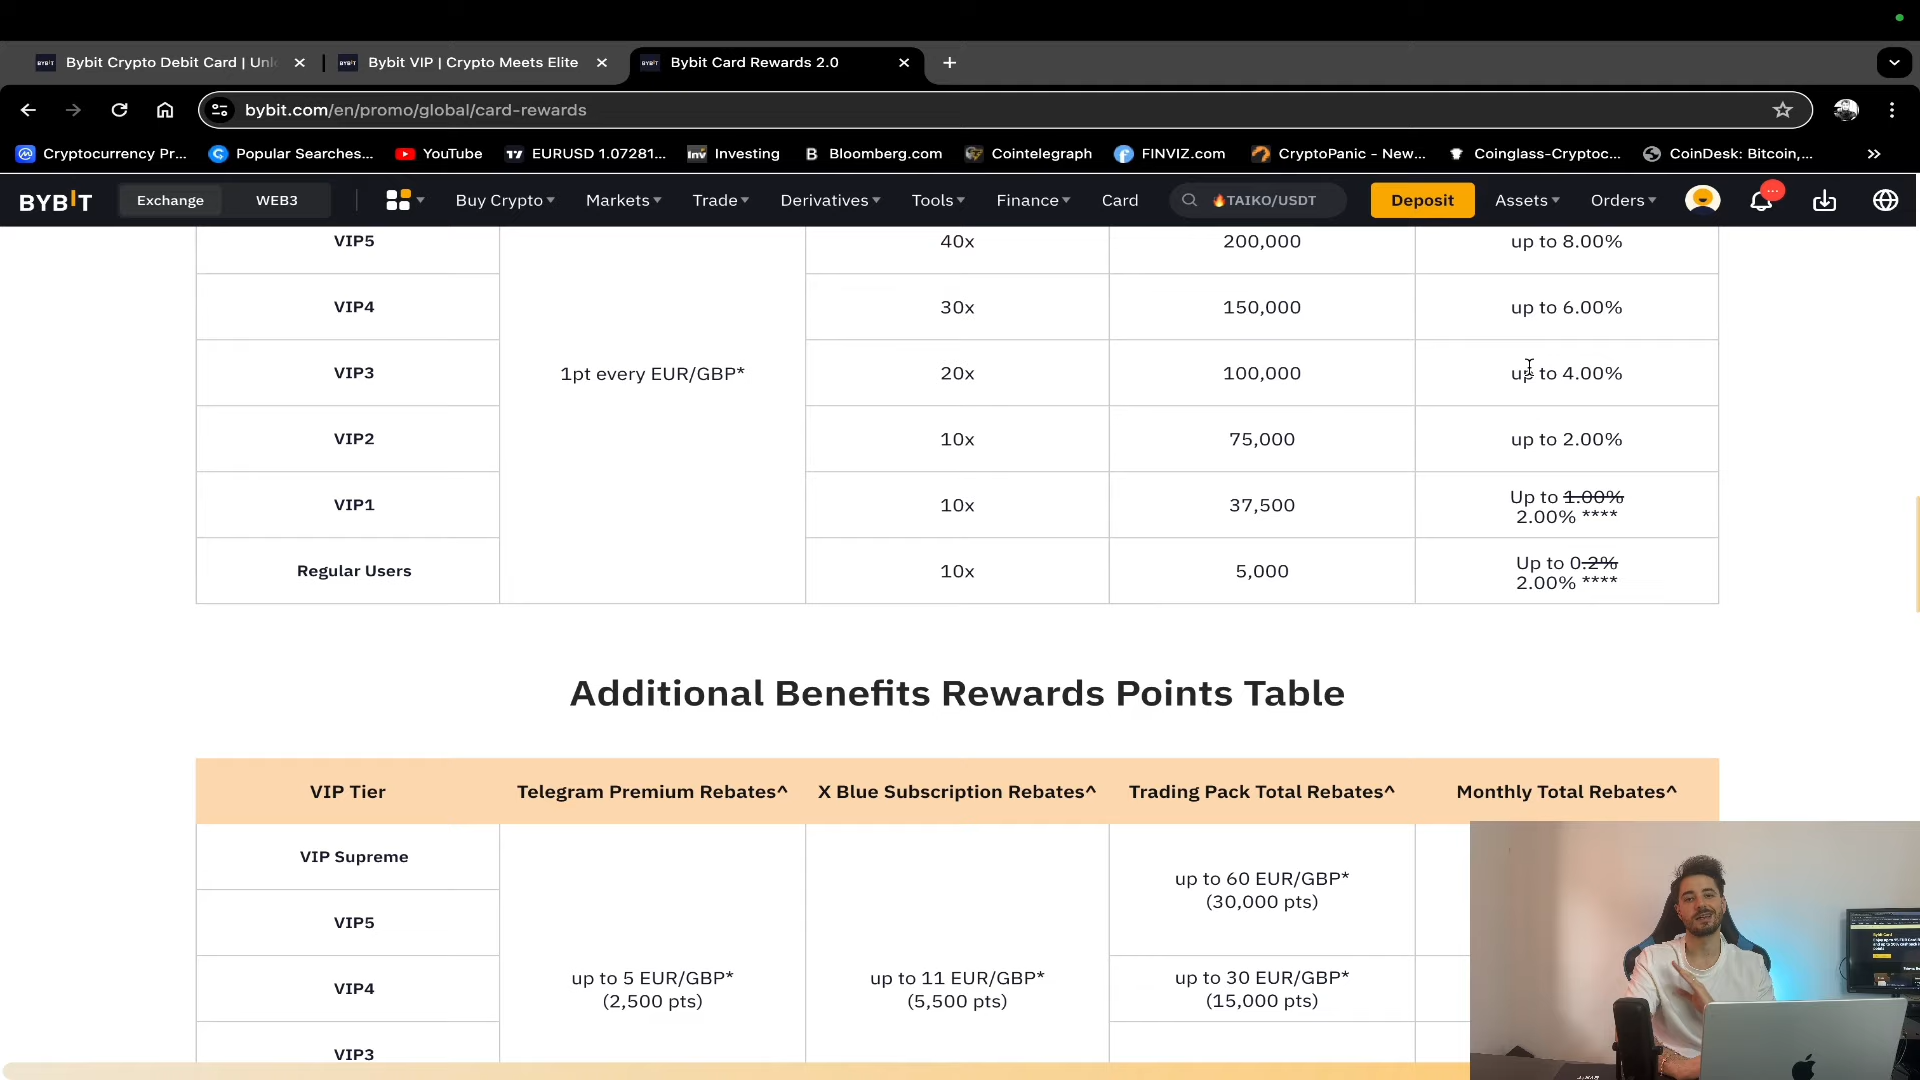 Bybit Crypto Debit Card | Unl
Bybit VIP | Crypto Meets Elite
Bybit Card Rewards 2.0
bybit.com/en/promo/global/card-rewards
Cryptocurrency Pr...
Popular Searches...
YouTube
EURUSD 1.07281...
Inv Investing
B Bloomberg.com
Cointelegraph
FINVIZ.com
CryptoPanic - New...
Coinglass-Cryptoc...
CoinDesk: Bitcoin,...
BYBIT
Exchange
WEB3
Buy Crypto
Markets
Trade
Derivatives
Tools
Finance
Card
TAIKO/USDT
Deposit
Assets
Orders
VIP5
40x
200,000
up to 8.00%
VIP4
30x
150,000
up to 6.00%
VIP3
1pt every EUR/GBP*
20x
100,000
up to 4.00%
VIP2
10x
75,000
up to 2.00%
VIP1
10x
37,500
Up to 1.00%
2.00% ****
Regular Users
10x
5,000
Up to 0.2%
2.00% ****
Additional Benefits Rewards Points Table
VIP Tier
Telegram Premium Rebates^
X Blue Subscription Rebates^
Trading Pack Total Rebates^
Monthly Total Rebates^
VIP Supreme
up to 60 EUR/GBP*
(30,000 pts)
VIP5
VIP4
up to 5 EUR/GBP*
(2,500 pts)
up to 11 EUR/GBP*
(5,500 pts)
up to 30 EUR/GBP*
(15,000 pts)
VIP3